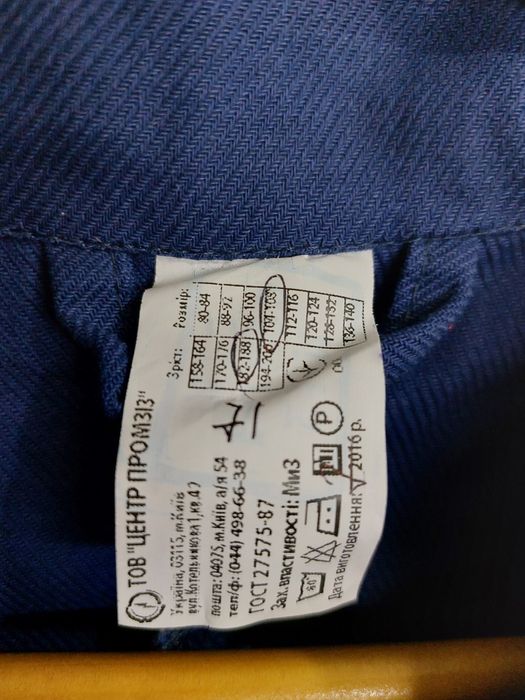 ТОВ "ЦЕНТР ПРОМЗІЗ"
Україна, 03115, м.Київ
вул.Котельникова 1, кв.47
пошта: 04075, м.Київ, а/я 54
тел/ф: (044) 498-66-38
ГОСТ 27575-87
Зах.властивості: Ми З
Дата виготовлення: V 2016 р.
Зріст:
158-164
170-176
182-188
194-200
Розмір:
80-84
88-92
96-100
104-108
112-116
120-124
128-132
136-140
P
80